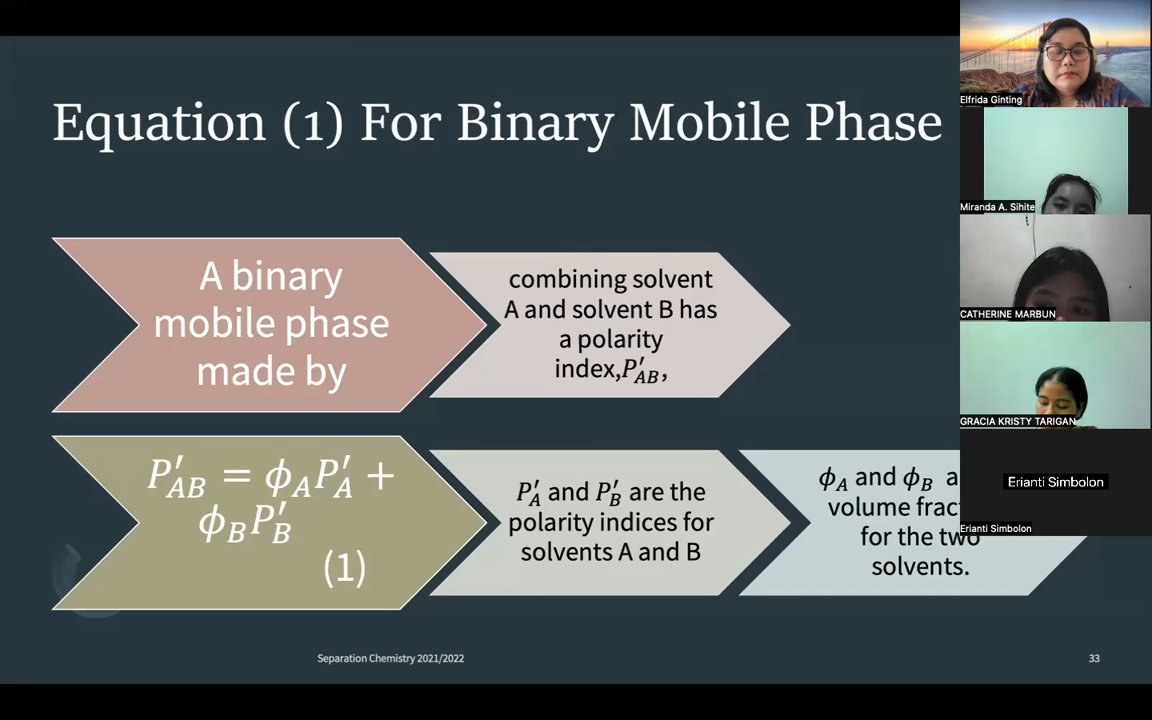 Equation (1) For Binary Mobile Phase
A binary
mobile phase
made by
combining solvent
A and solvent B has
a polarity
index,P′AB,
P′AB = ϕAP′A +
ϕBP′B
(1)
P′A and P′B are the
polarity indices for
solvents A and B
ϕA and ϕB
volume
for the two
solvents.
Separation Chemistry 2021/2022
33
Elfrida Ginting
Miranda A. Sihite
CATHERINE MARBUN
GRACIA KRISTY TARIGAN
Erianti Simbolon
Erianti Simbolon